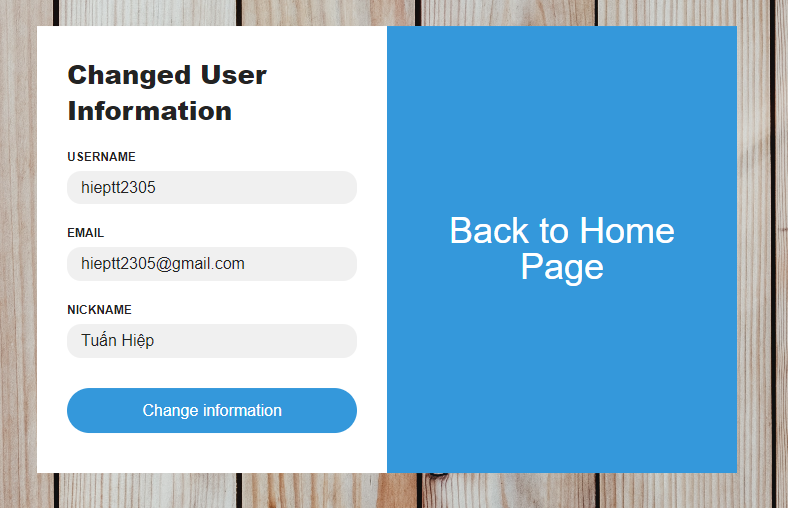 Changed User
Information
USERNAME
hieptt2305
EMAIL
hieptt2305@gmail.com
NICKNAME
Tuấn Hiệp
Change information
Back to Home
Page